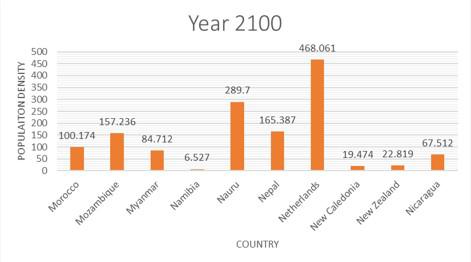 Year 2100
POPULAITON DENSITY
500
450
400
350
300
250
200
150
100
50
0
100.174
157.236
84.712
6.527
289.7
165.387
468.061
19.474
22.819
67.512
Morocco
Mozambique
Myanmar
Namibia
Nauru
Nepal
Netherlands
New Caledonia
New Zealand
Nicaragua
COUNTRY